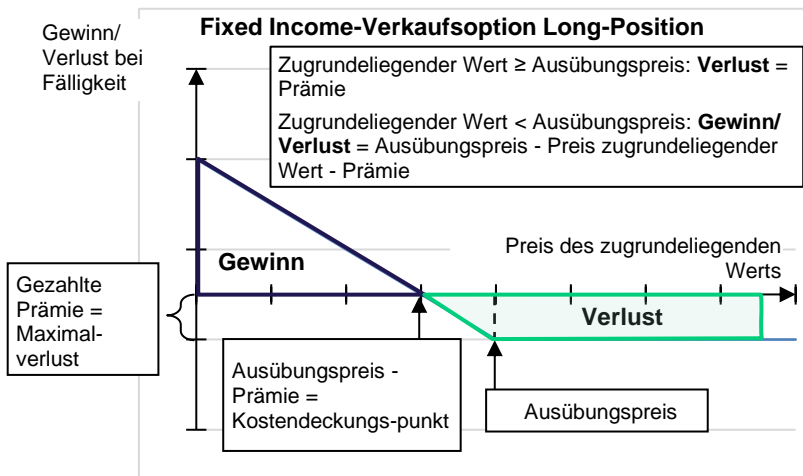 Fixed Income-Verkaufsoption Long-Position
Gewinn/
Verlust bei
Fälligkeit
Zugrundeliegender Wert ≥ Ausübungspreis: Verlust =
Prämie
Zugrundeliegender Wert < Ausübungspreis: Gewinn/
Verlust = Ausübungspreis - Preis zugrundeliegender
Wert - Prämie
Preis des zugrundeliegenden
Werts
Gewinn
Gezahlte
Prämie =
Maximal-
verlust
Verlust
Ausübungspreis -
Prämie =
Kostendeckungs-punkt
Ausübungspreis